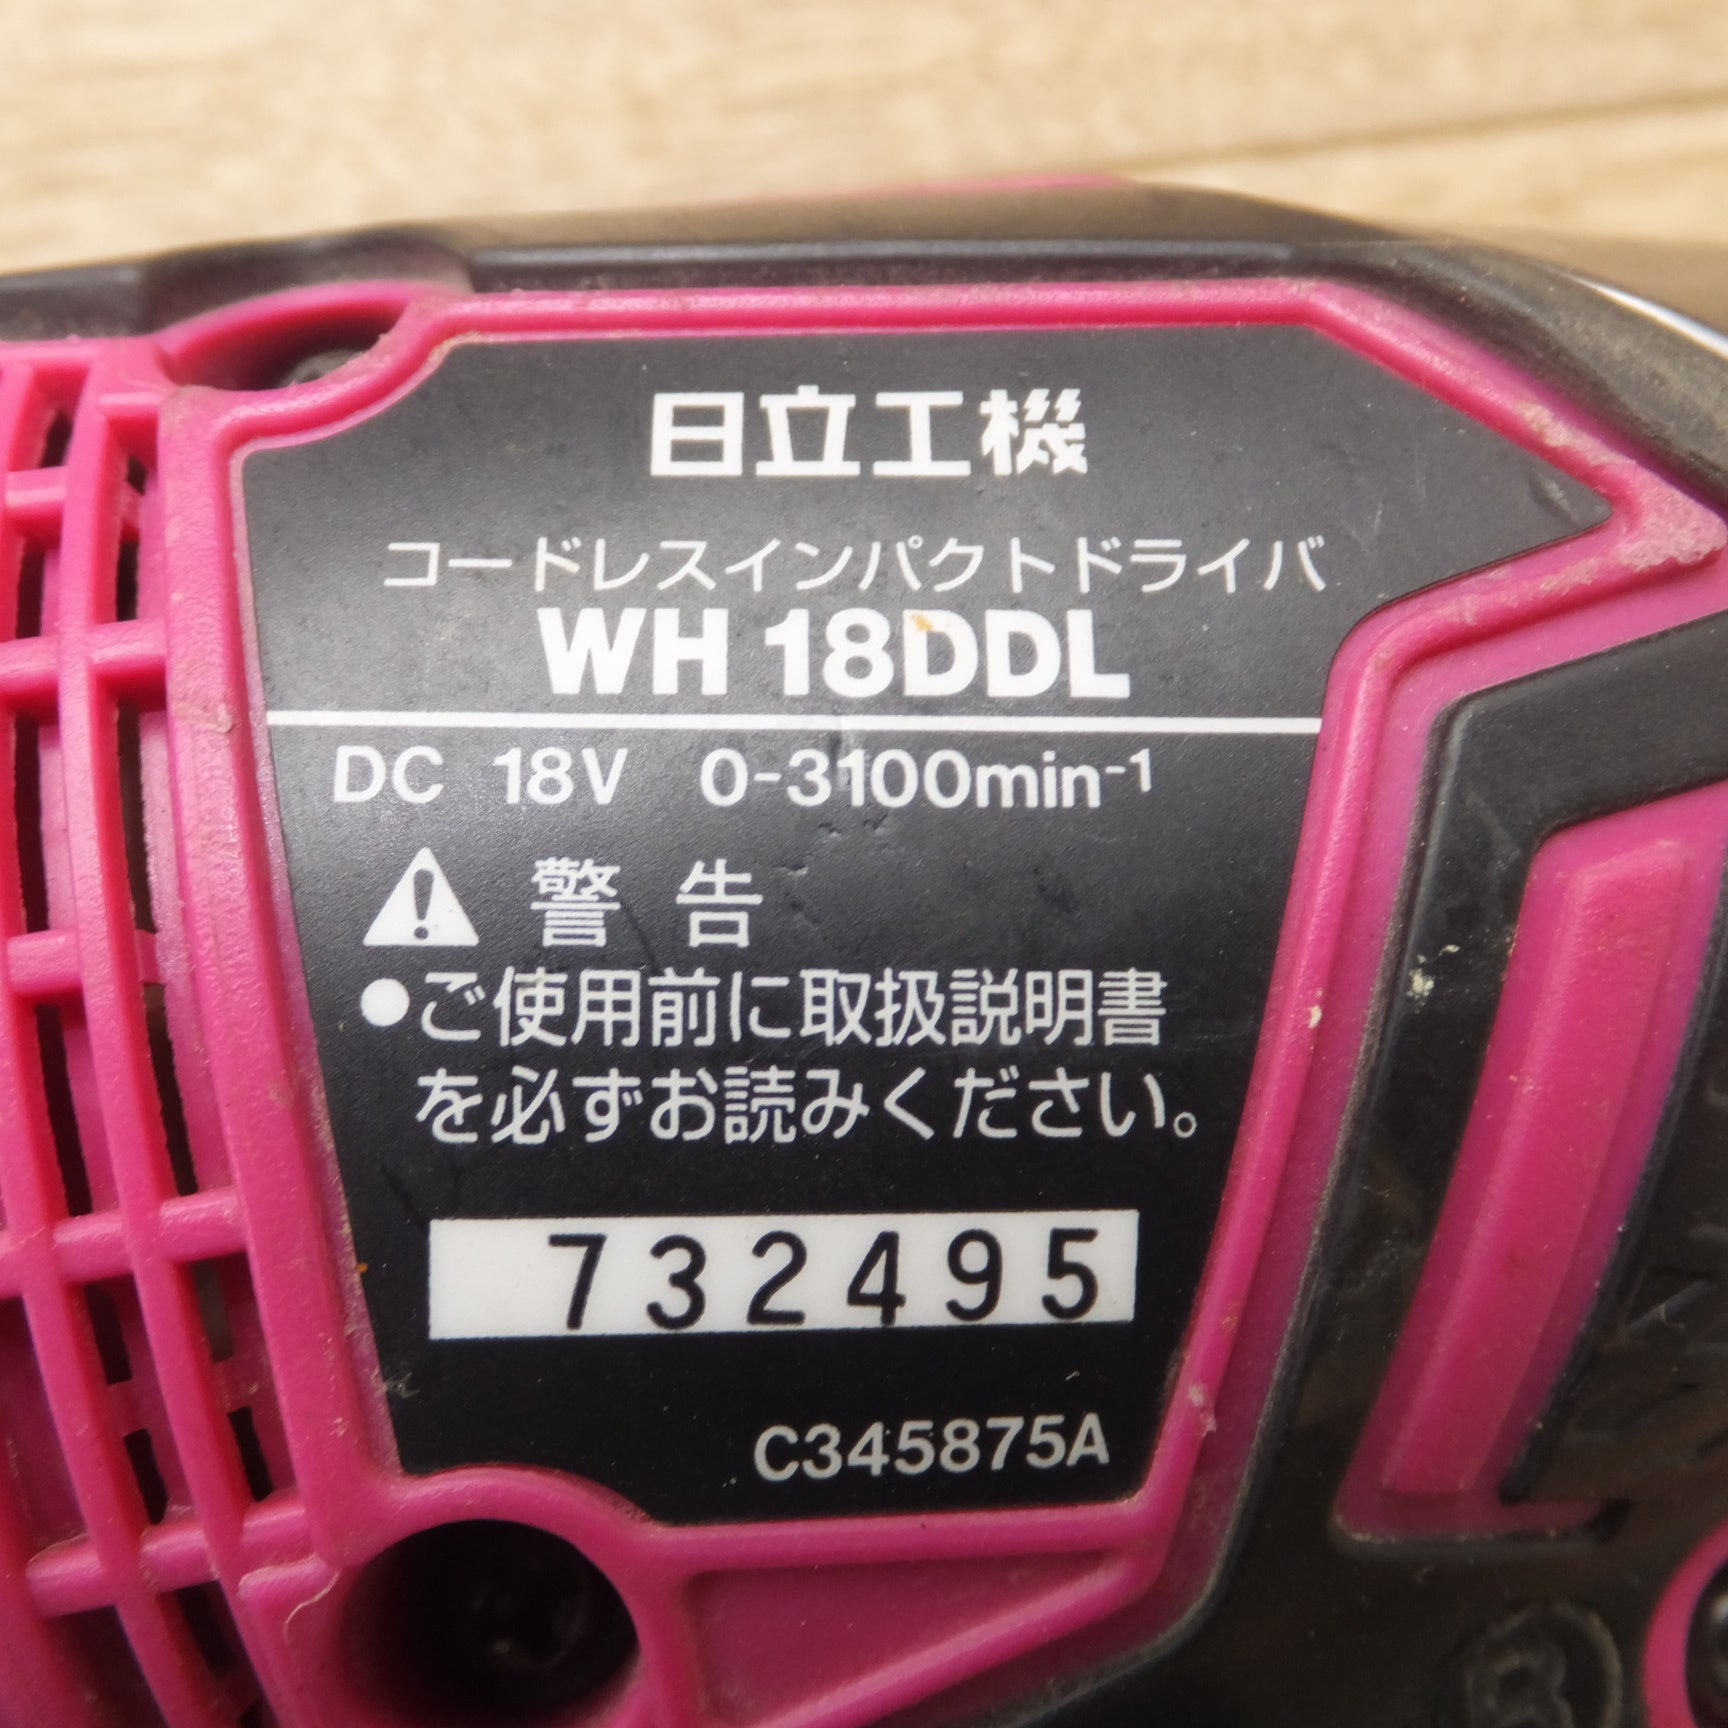 日立工機
コードレスインパクトドライバ
WH 18DDL
DC 18V 0-3100min⁻¹
警告
●ご使用前に取扱説明書
を必ずお読みください。
732495
C345875A